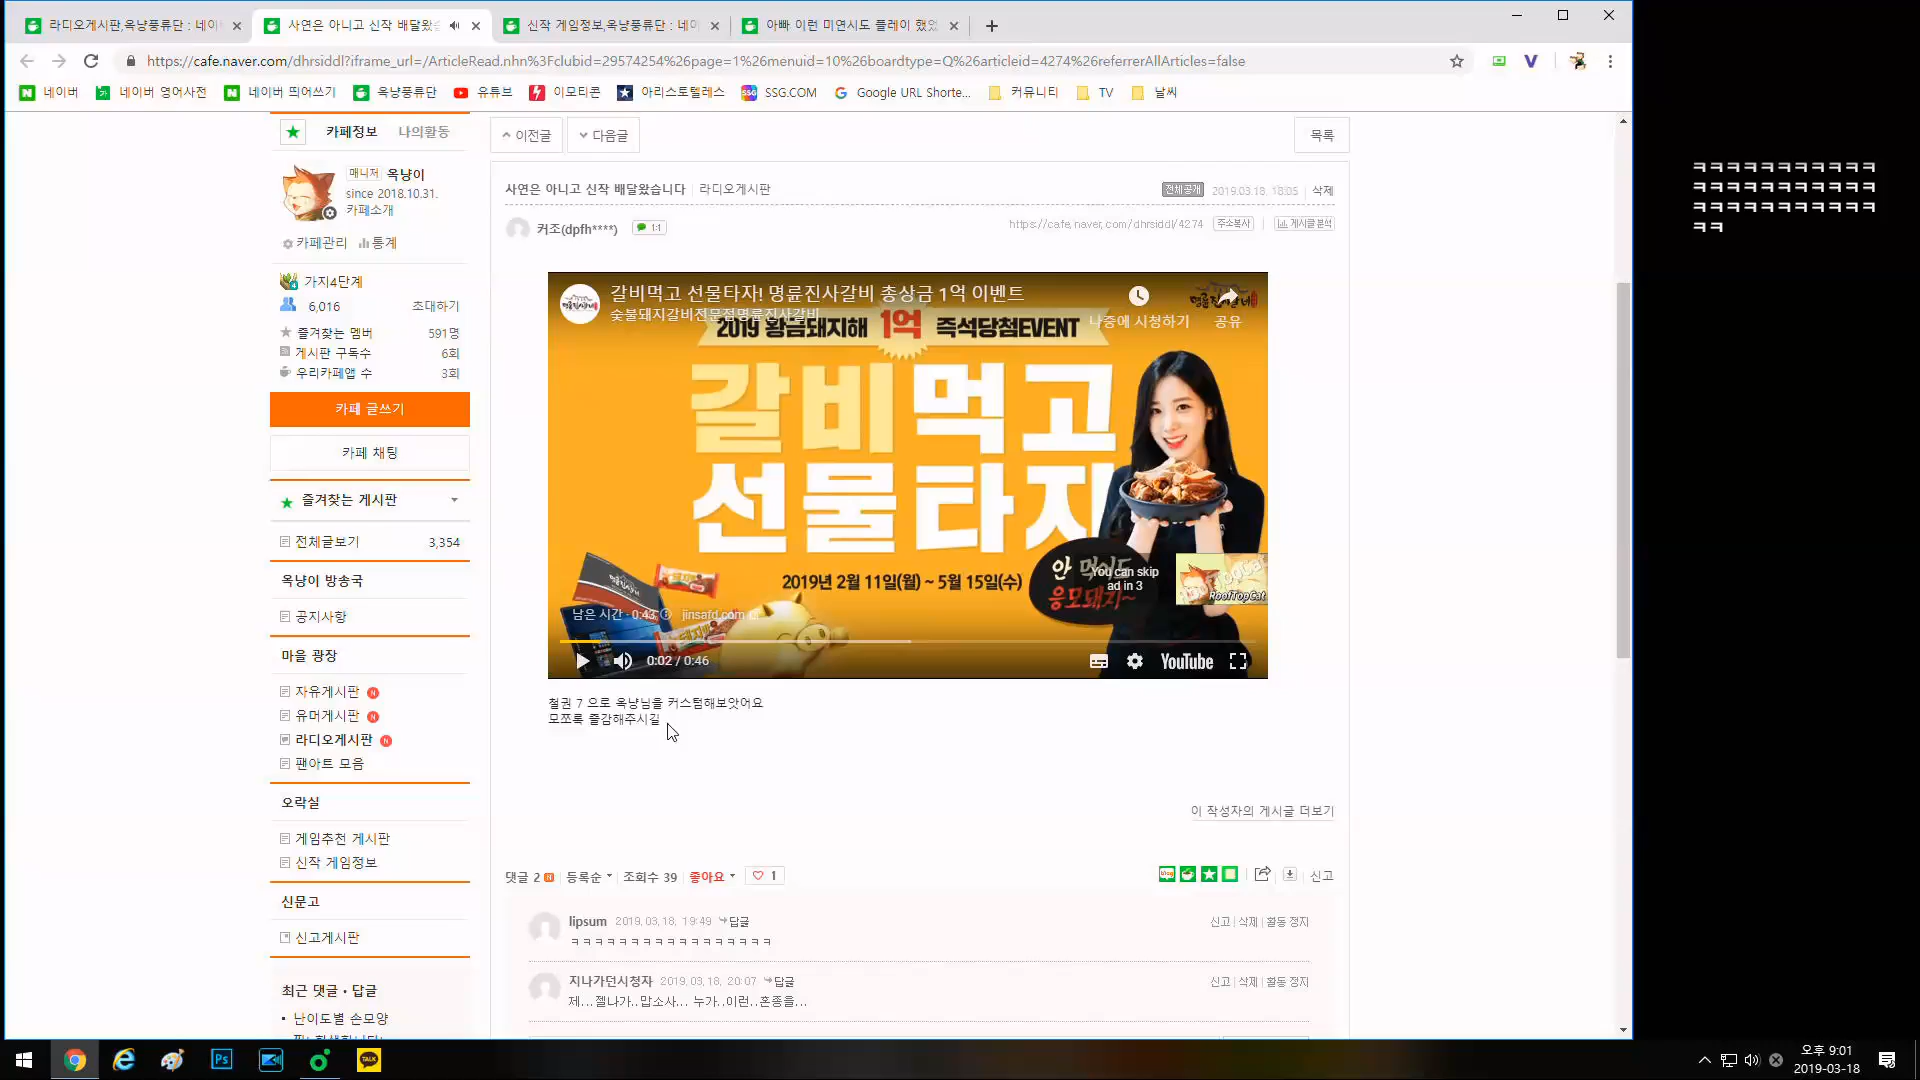 라디오게시판,옥냥풍류단 : 네이버
사연은 아니고 신작 배달왔습
신작 게임정보,옥냥풍류단 : 네이
아빠 이런 미연시도 플레이 했었
https://cafe.naver.com/dhrsiddl?iframe_url=/ArticleRead.nhn%3Fclubid=29574254%26page=1%26menuid=10%26boardtype=Q%26articleid=4274%26referrerAllArticles=false
네이버
네이버 영어사전
네이버 띄어쓰기
옥냥풍류단
유튜브
이모티콘
아리스토텔레스
SSG.COM
Google URL Shorte...
커뮤니티
TV
날씨
카페정보 나의활동
매니저 옥냥이
since 2018.10.31.
카페소개
카페관리 통계
가지4단계
6,016 초대하기
즐겨찾는 멤버 591명
게시판 구독수 6회
우리카페앱 수 3회
카페 글쓰기
카페 채팅
즐겨찾는 게시판
전체글보기 3,354
옥냥이 방송국
공지사항
마을 광장
자유게시판 N
유머게시판 N
라디오게시판 N
팬아트 모음
오락실
게임추천 게시판
신작 게임정보
신문고
신고게시판
최근 댓글 • 답글
• 난이도별 손모양
이전글 다음글 목록
사연은 아니고 신작 배달왔습니다 | 라디오게시판 전체공개 2019.03.18. 18:05 | 삭제
커조(dpfh****) 1:1 https://cafe.naver.com/dhrsiddl/4274 주소복사 | 게시글 분석
갈비먹고 선물타자! 명륜진사갈비 총상금 1억 이벤트
숯불돼지갈비전문점명륜진사갈비
나중에 시청하기 공유
명륜진사갈비
2019 황금돼지해 1억 즉석당첨EVENT
갈비먹고
선물타자
2019년 2월 11일(월) ~ 5월 15일(수)
안 먹어도
응모돼지~
You can skip
ad in 3
RoofTopCat
남은 시간 · 0:43 jinsafd.com
0:02 / 0:46
YouTube
철권 7 으로 옥냥님을 커스텀해보앗어요
모쪼록 즐감해주시길
이 작성자의 게시글 더보기
댓글 2 N 등록순 조회수 39 좋아요 1
blog 신고
lipsum 2019.03.18. 19:49 답글 신고 | 삭제 | 활동 정지
ㅋㅋㅋㅋㅋㅋㅋㅋㅋㅋㅋㅋㅋㅋㅋㅋㅋ
지나가던시청자 2019.03.18. 20:07 답글 신고 | 삭제 | 활동 정지
제...젤나가..맙소사... 누가..이런..혼종을...
ㅋㅋㅋㅋㅋㅋㅋㅋㅋㅋㅋ
ㅋㅋㅋㅋㅋㅋㅋㅋㅋㅋㅋ
ㅋㅋㅋㅋㅋㅋㅋㅋㅋㅋㅋ
ㅋㅋ
Ps
TALK
오후 9:01
2019-03-18